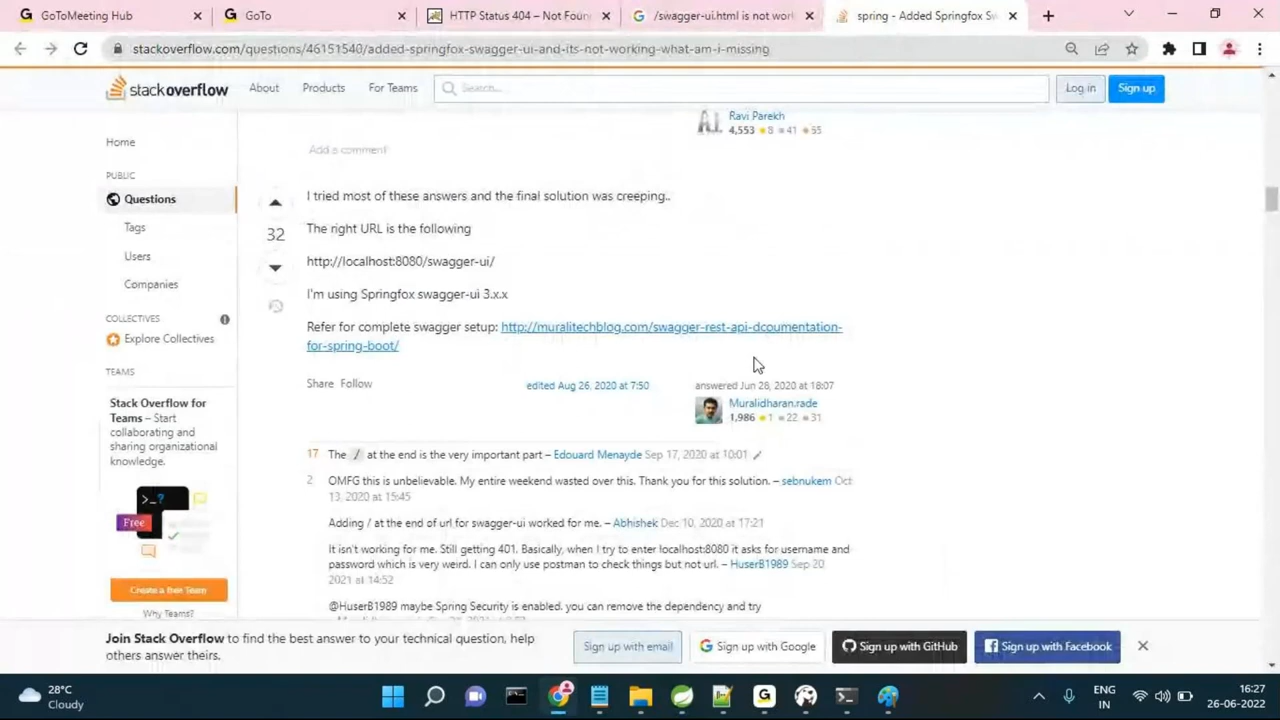 GoToMeeting Hub
GoTo
HTTP Status 404 – Not Foun
/swagger-ui.html is not wor
spring - Added Springfox Sw
stackoverflow.com/questions/46151540/added-springfox-swagger-ui-and-its-not-working-what-am-i-missing
stackoverflow
About
Products
For Teams
Search...
Log in
Sign up
Home
PUBLIC
Questions
Tags
Users
Companies
COLLECTIVES
Explore Collectives
TEAMS
Stack Overflow for
Teams – Start
collaborating and
sharing organizational
knowledge.
>_?
Free
Create a free Team
Why Teams?
Ravi Parekh
4,553 8 41 55
Add a comment
32
I tried most of these answers and the final solution was creeping..
The right URL is the following
http://localhost:8080/swagger-ui/
I'm using Springfox swagger-ui 3.x.x
Refer for complete swagger setup: http://muralitechblog.com/swagger-rest-api-dcoumentation-
for-spring-boot/
Share Follow
edited Aug 26, 2020 at 7:50
answered Jun 28, 2020 at 18:07
Muralidharan.rade
1,986 1 22 31
17 The / at the end is the very important part – Edouard Menayde Sep 17, 2020 at 10:01
2 OMFG this is unbelievable. My entire weekend wasted over this. Thank you for this solution. – sebnukem Oct
13, 2020 at 15:45
Adding / at the end of url for swagger-ui worked for me. – Abhishek Dec 10, 2020 at 17:21
It isn't working for me. Still getting 401. Basically, when I try to enter localhost:8080 it asks for username and
password which is very weird. I can only use postman to check things but not url. – HuserB1989 Sep 20
2021 at 14:52
@HuserB1989 maybe Spring Security is enabled. you can remove the dependency and try
Join Stack Overflow to find the best answer to your technical question, help
others answer theirs.
Sign up with email
Sign up with Google
Sign up with GitHub
Sign up with Facebook
28°C
Cloudy
ENG
IN
16:27
26-06-2022